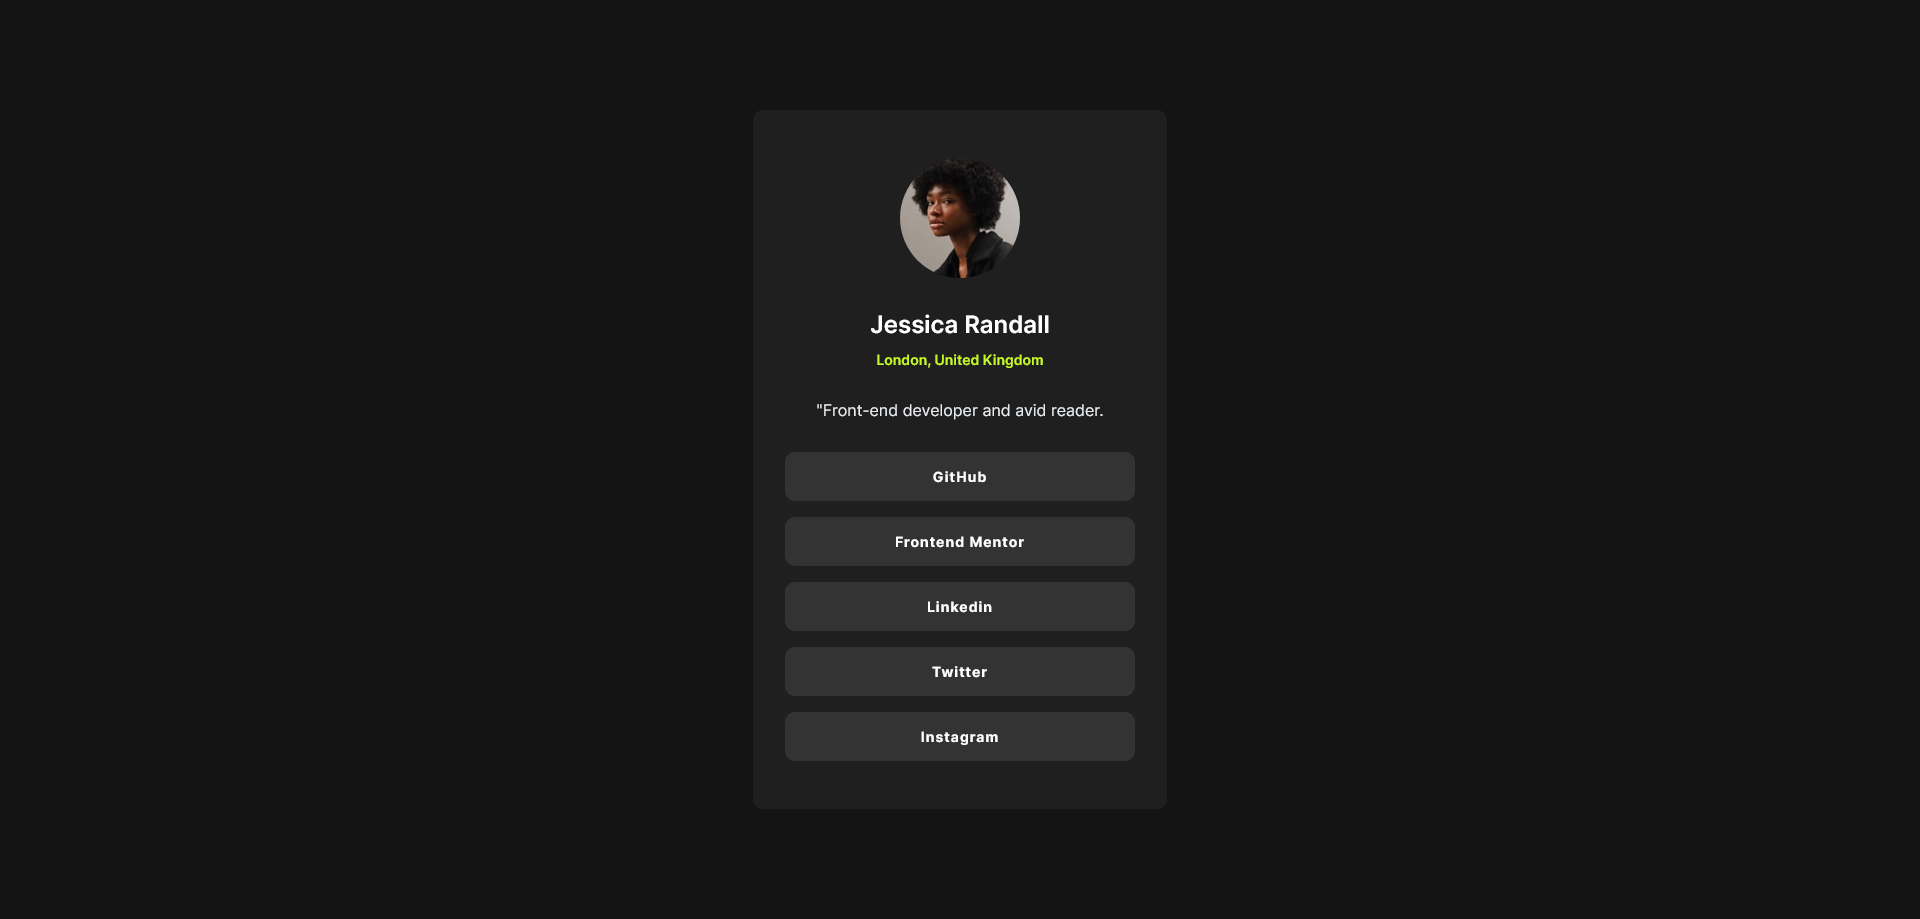 Jessica Randall
London, United Kingdom
"Front-end developer and avid reader.
GitHub
Frontend Mentor
Linkedin
Twitter
Instagram